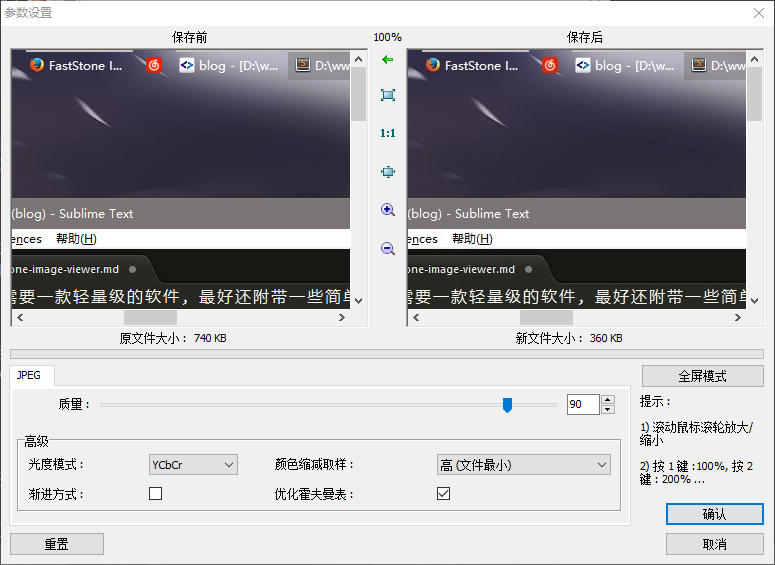 参数设置
保存前
100%
保存后
FastStone I...
blog - [D:\w...
D:\ww
FastStone I...
blog - [D:\w...
D:\ww
1:1
(blog) - Sublime Text
(blog) - Sublime Text
ences 帮助(H)
ences 帮助(H)
one-image-viewer.md
one-image-viewer.md
需要一款轻量级的软件，最好还附带一些简单
需要一款轻量级的软件，最好还附带一些简单
原文件大小： 740 KB
新文件大小： 360 KB
JPEG
全屏模式
质量：
90
提示：
1) 滚动鼠标滚轮放大/
缩小
2) 按 1 键 :100%, 按 2
键 : 200% ...
高级
光度模式：
YCbCr
颜色缩减取样：
高 (文件最小)
渐进方式：
优化霍夫曼表：
确认
重置
取消